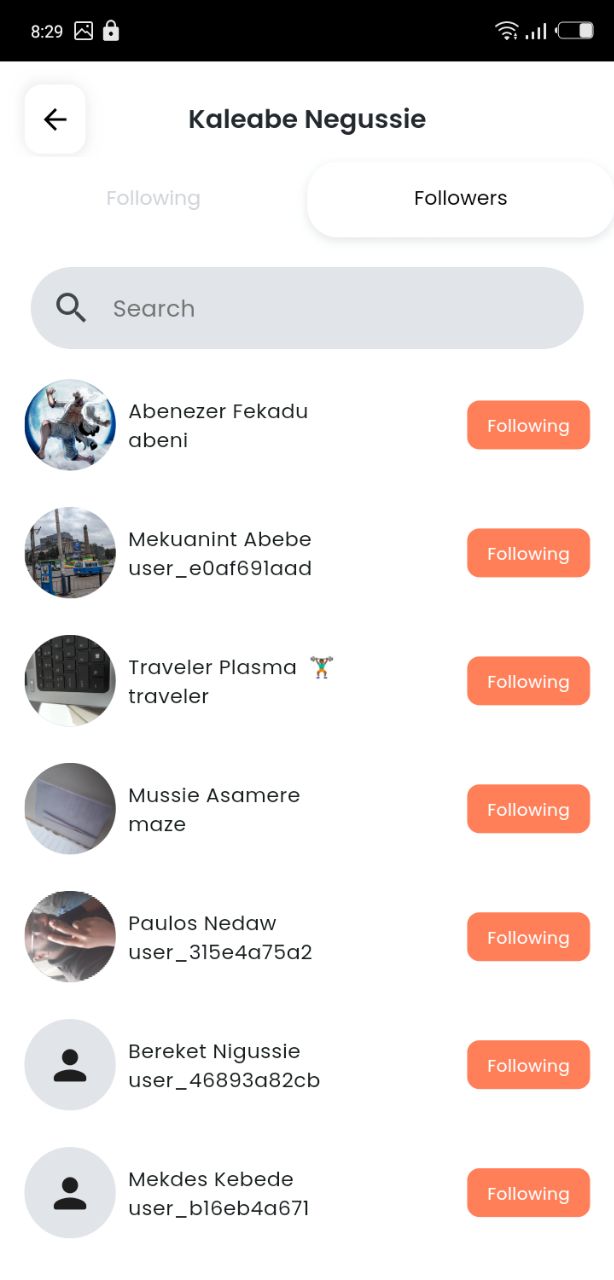 8:29
Kaleabe Negussie
Following
Followers
Search
Abenezer Fekadu
abeni
Following
Mekuanint Abebe
user_e0af691aad
Following
Traveler Plasma 🏋
traveler
Following
Mussie Asamere
maze
Following
Paulos Nedaw
user_315e4a75a2
Following
Bereket Nigussie
user_46893a82cb
Following
Mekdes Kebede
user_b16eb4a671
Following